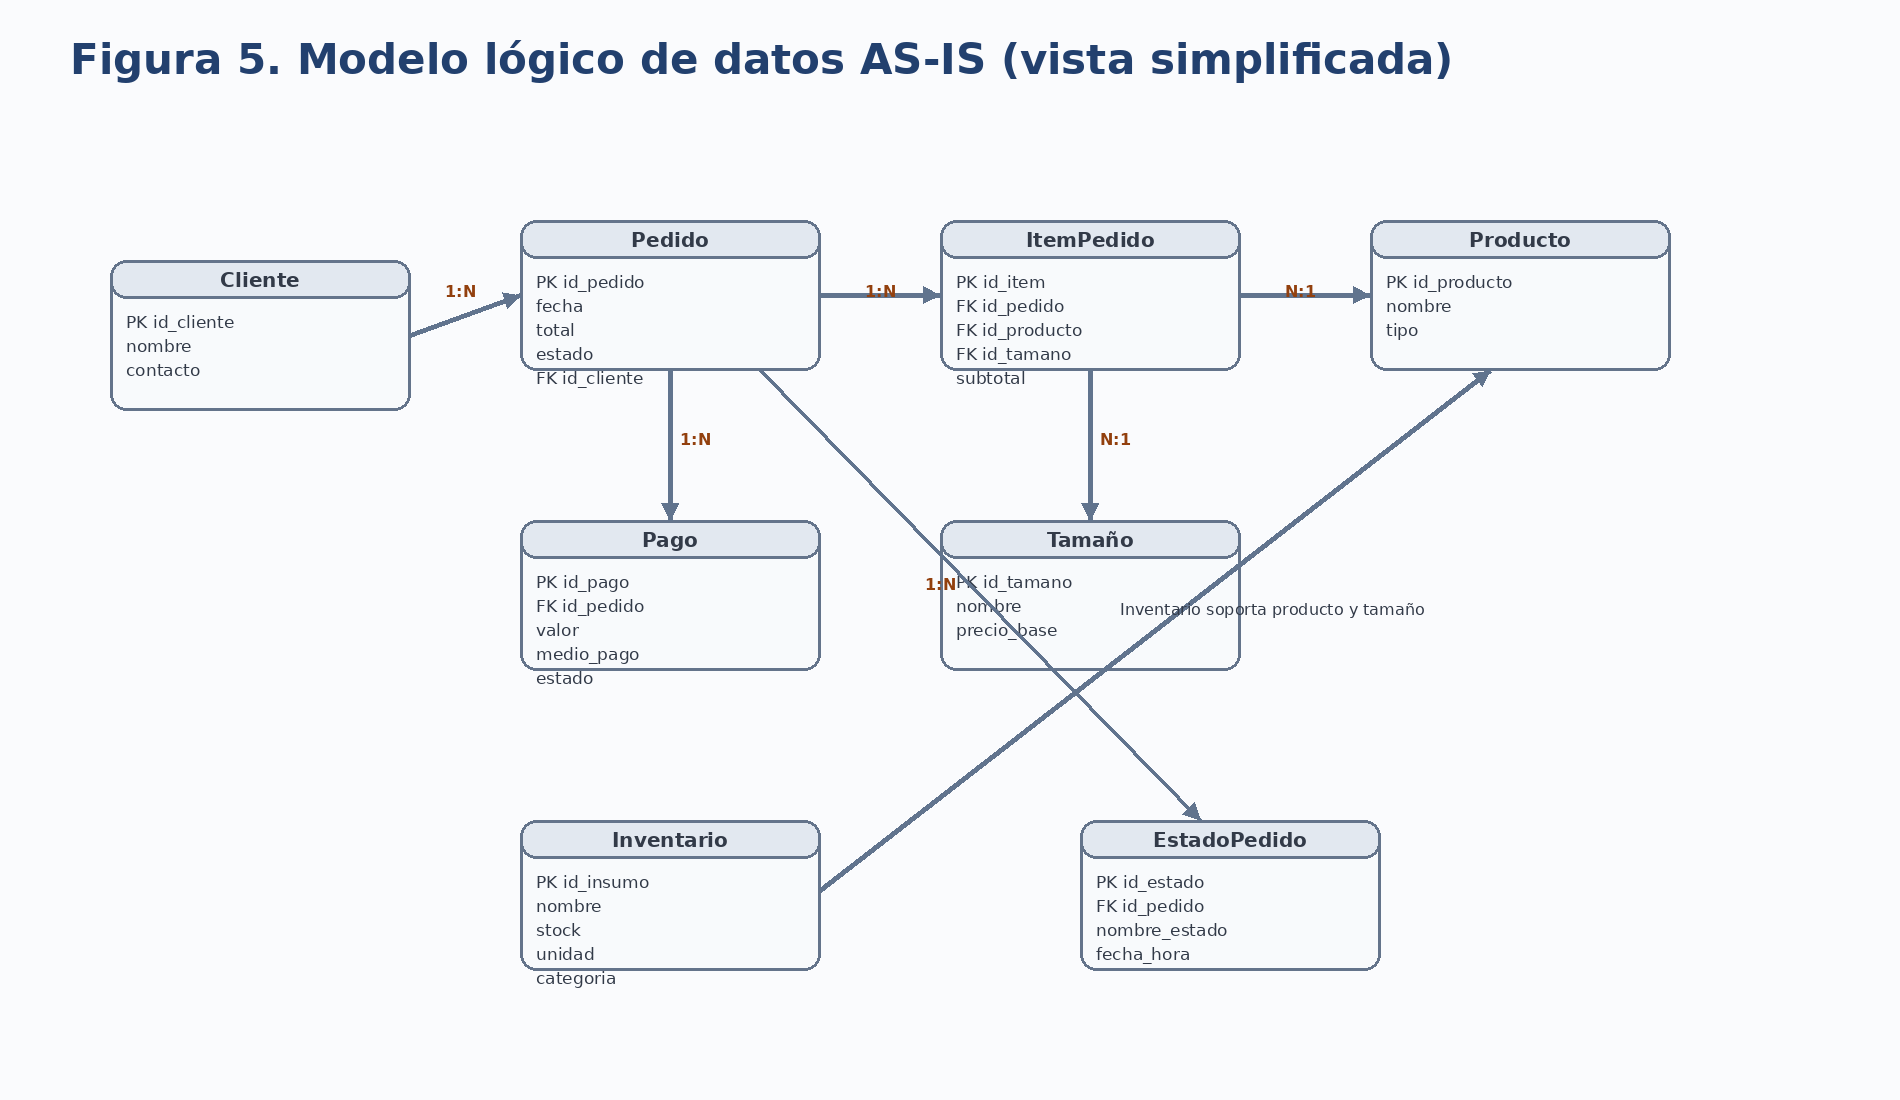 Figura 5. Modelo lógico de datos AS-IS (vista simplificada)
Cliente
PK id_cliente
nombre
contacto
1:N
Pedido
PK id_pedido
fecha
total
estado
FK id_cliente
1:N
ItemPedido
PK id_item
FK id_pedido
FK id_producto
FK id_tamano
subtotal
N:1
Producto
PK id_producto
nombre
tipo
1:N
N:1
Pago
PK id_pago
FK id_pedido
valor
medio_pago
estado
1:N
Tamaño
PK id_tamano
nombre
precio_base
Inventario soporta producto y tamaño
Inventario
PK id_insumo
nombre
stock
unidad
categoria
EstadoPedido
PK id_estado
FK id_pedido
nombre_estado
fecha_hora